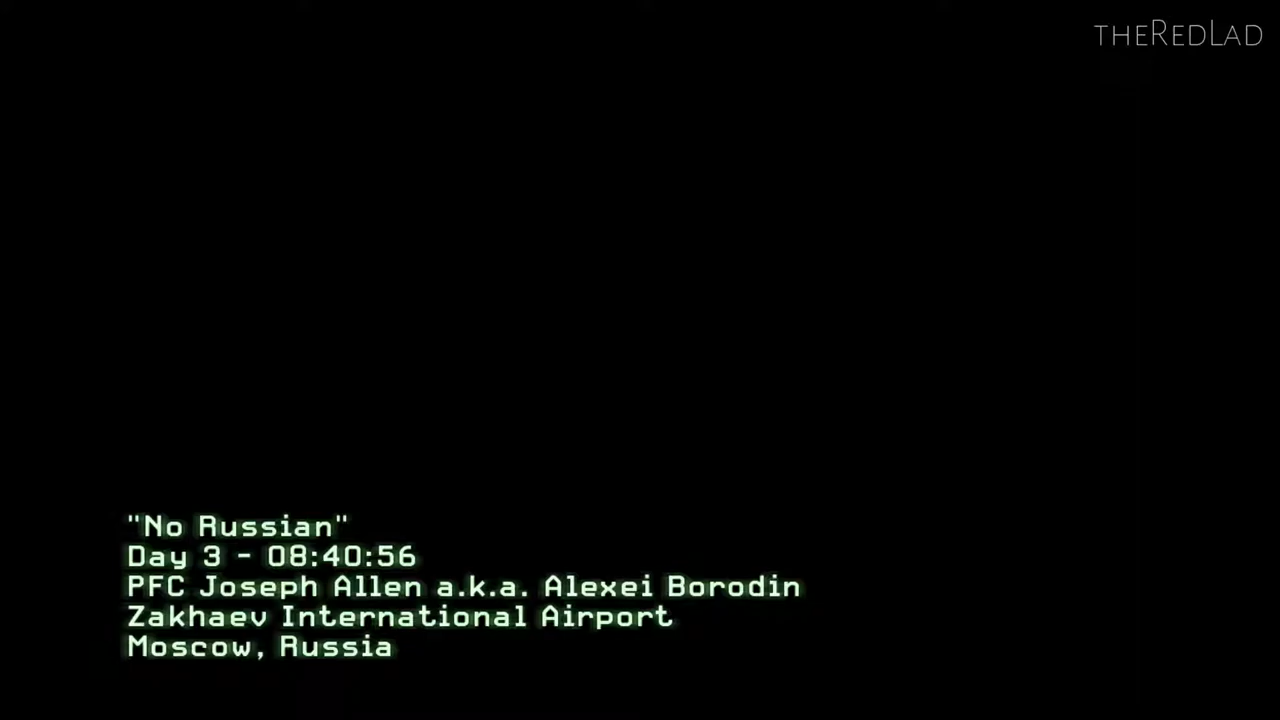 theRedLad
"No Russian"
Day 3 - 08:40:56
PFC Joseph Allen a.k.a. Alexei Borodin
Zakhaev International Airport
Moscow, Russia